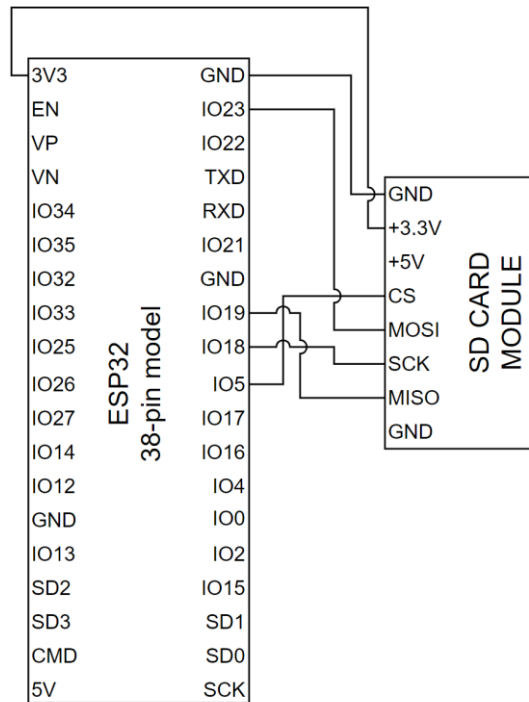 3V3
EN
VP
VN
IO34
IO35
IO32
IO33
IO25
IO26
IO27
IO14
IO12
GND
IO13
SD2
SD3
CMD
5V
ESP32
38-pin model
GND
IO23
IO22
TXD
RXD
IO21
GND
IO19
IO18
IO5
IO17
IO16
IO4
IO0
IO2
IO15
SD1
SD0
SCK
GND
+3.3V
+5V
CS
MOSI
SCK
MISO
GND
SD CARD
MODULE